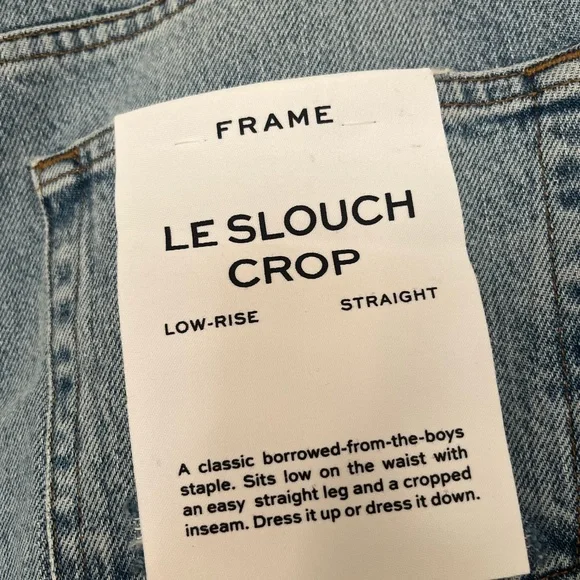 FRAME
LE SLOUCH
CROP
LOW-RISE STRAIGHT
A classic borrowed-from-the-boys
staple. Sits low on the waist with
an easy straight leg and a cropped
inseam. Dress it up or dress it down.